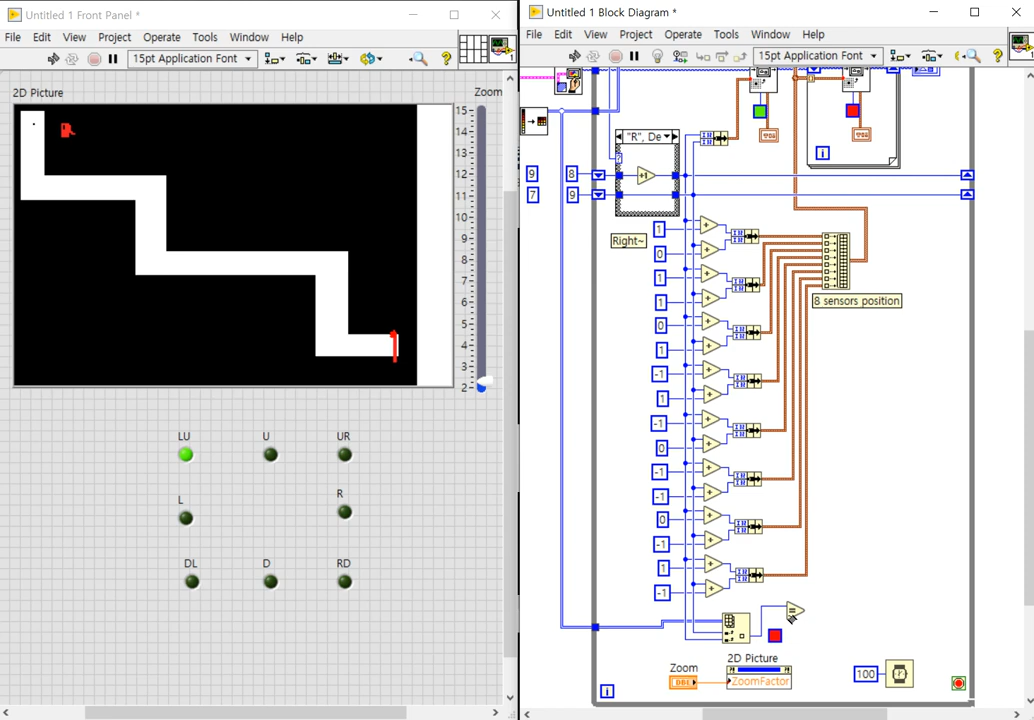 Untitled 1 Front Panel *
File Edit View Project Operate Tools Window Help
15pt Application Font
2D Picture
Zoom
15
14
13
12
11
10
9
8
7
6
5
4
3
2
LU U UR
L R
DL D RD
Untitled 1 Block Diagram *
File Edit View Project Operate Tools Window Help
15pt Application Font
"R", De
9 8
7 9
+1
i
Right~
1
0
1
1
0
1
-1
1
-1
0
-1
-1
0
-1
1
-1
8 sensors position
Zoom
DBL
2D Picture
ZoomFactor
100
i